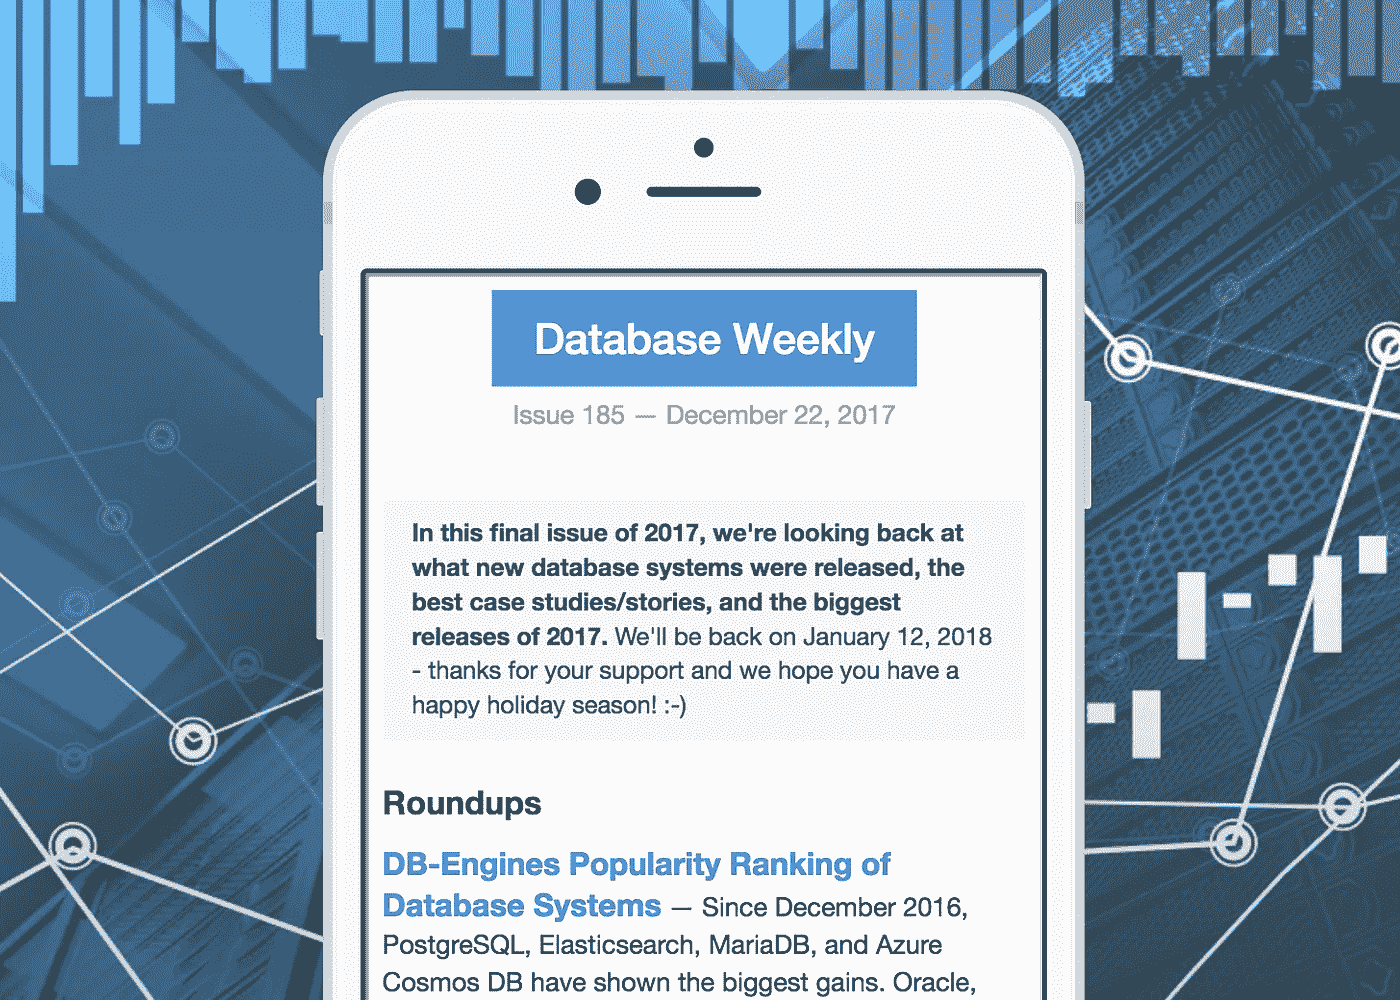 Database Weekly
Issue 185 — December 22, 2017
In this final issue of 2017, we're looking back at
what new database systems were released, the
best case studies/stories, and the biggest
releases of 2017. We'll be back on January 12, 2018
- thanks for your support and we hope you have a
happy holiday season! :-)
Roundups
DB-Engines Popularity Ranking of
Database Systems — Since December 2016,
PostgreSQL, Elasticsearch, MariaDB, and Azure
Cosmos DB have shown the biggest gains. Oracle,